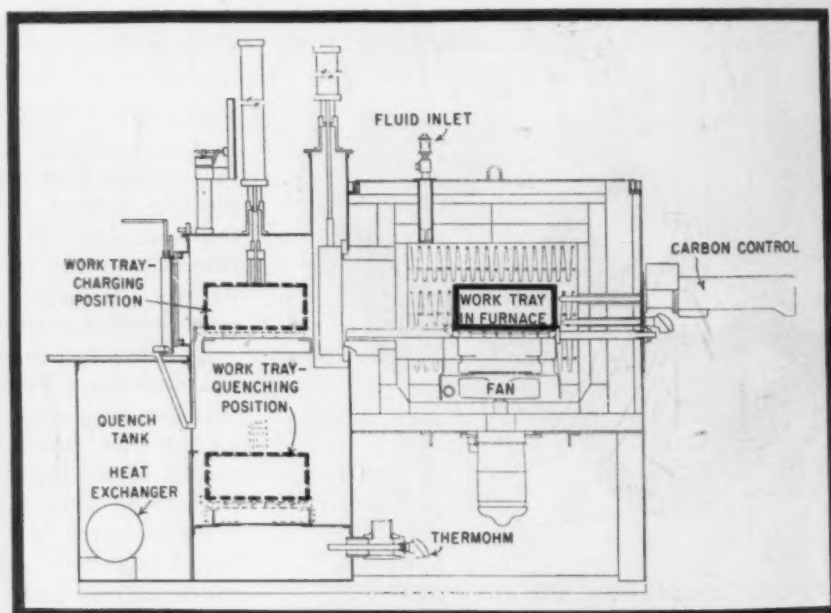 FLUID INLET
CARBON CONTROL
WORK TRAY-
CHARGING
POSITION
WORK TRAY
IN FURNACE
WORK TRAY-
QUENCHING
POSITION
FAN
QUENCH
TANK
HEAT
EXCHANGER
THERMOHM